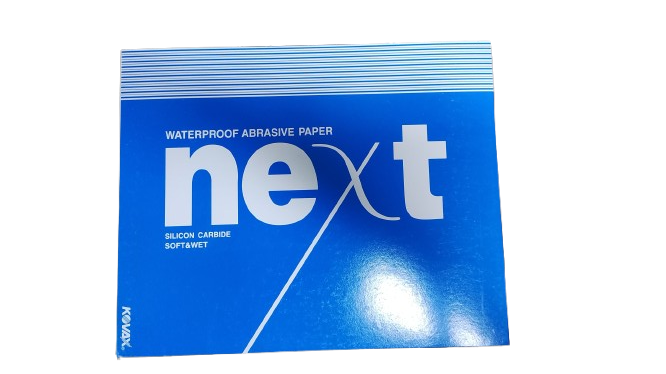 WATERPROOF ABRASIVE PAPER
next
SILICON CARBIDE
SOFT&WET
KOVAX